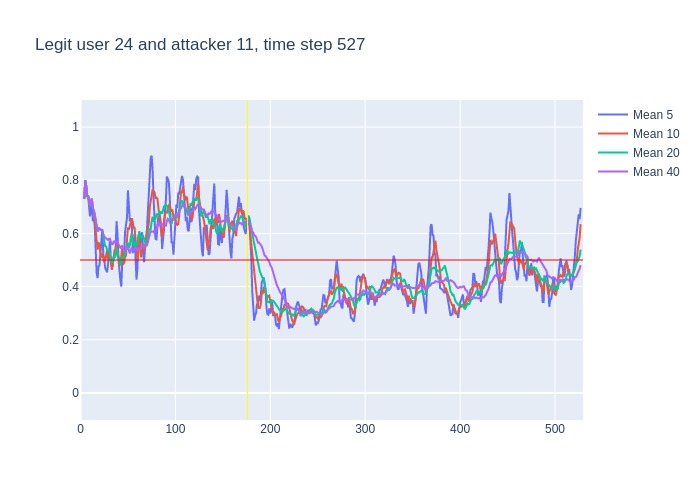 Legit user 24 and attacker 11, time step 527
Mean 5
Mean 10
Mean 20
Mean 40
1
0.8
0.6
0.4
0.2
0
0 100 200 300 400 500